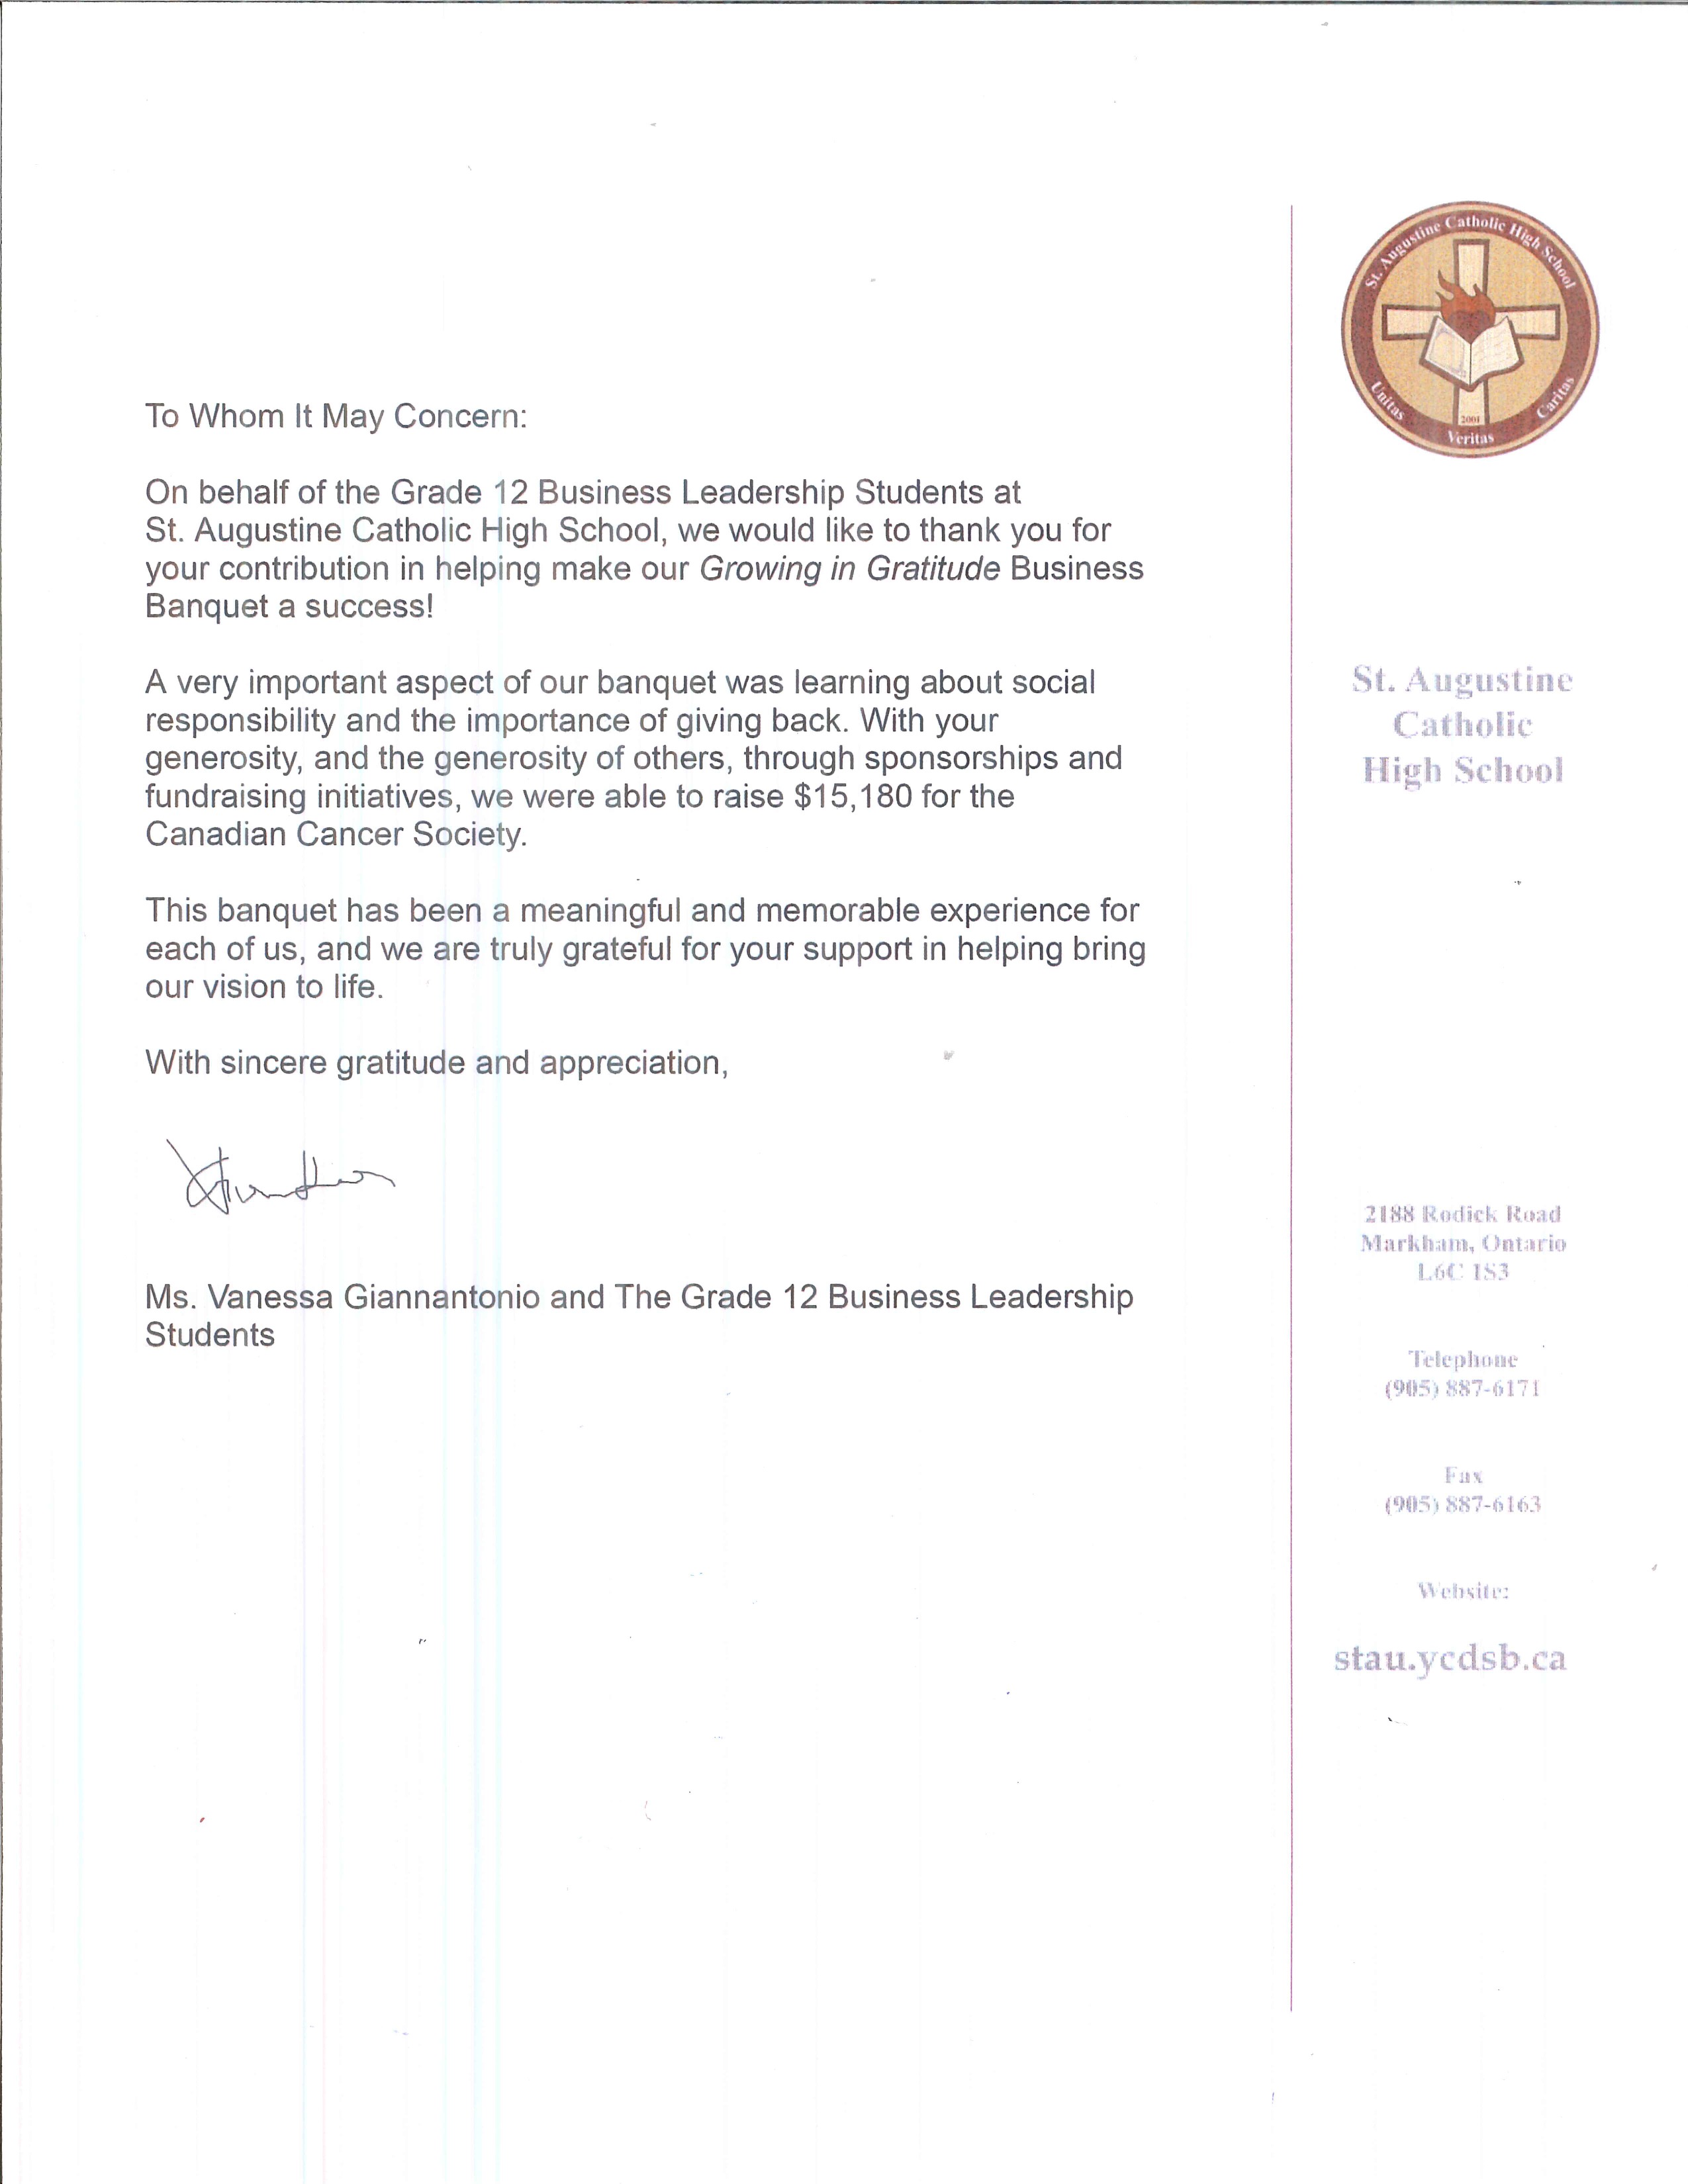 St. Augustine Catholic High School
Unitas
Veritas
Caritas
2001
To Whom It May Concern:
On behalf of the Grade 12 Business Leadership Students at
St. Augustine Catholic High School, we would like to thank you for
your contribution in helping make our Growing in Gratitude Business
Banquet a success!
A very important aspect of our banquet was learning about social
responsibility and the importance of giving back. With your
generosity, and the generosity of others, through sponsorships and
fundraising initiatives, we were able to raise $15,180 for the
Canadian Cancer Society.
This banquet has been a meaningful and memorable experience for
each of us, and we are truly grateful for your support in helping bring
our vision to life.
With sincere gratitude and appreciation,
Ms. Vanessa Giannantonio and The Grade 12 Business Leadership
Students
St. Augustine
Catholic
High School
2188 Rodick Road
Markham, Ontario
L6C 1S3
Telephone
(905) 887-6171
Fax
(905) 887-6163
Website:
stau.ycdsb.ca